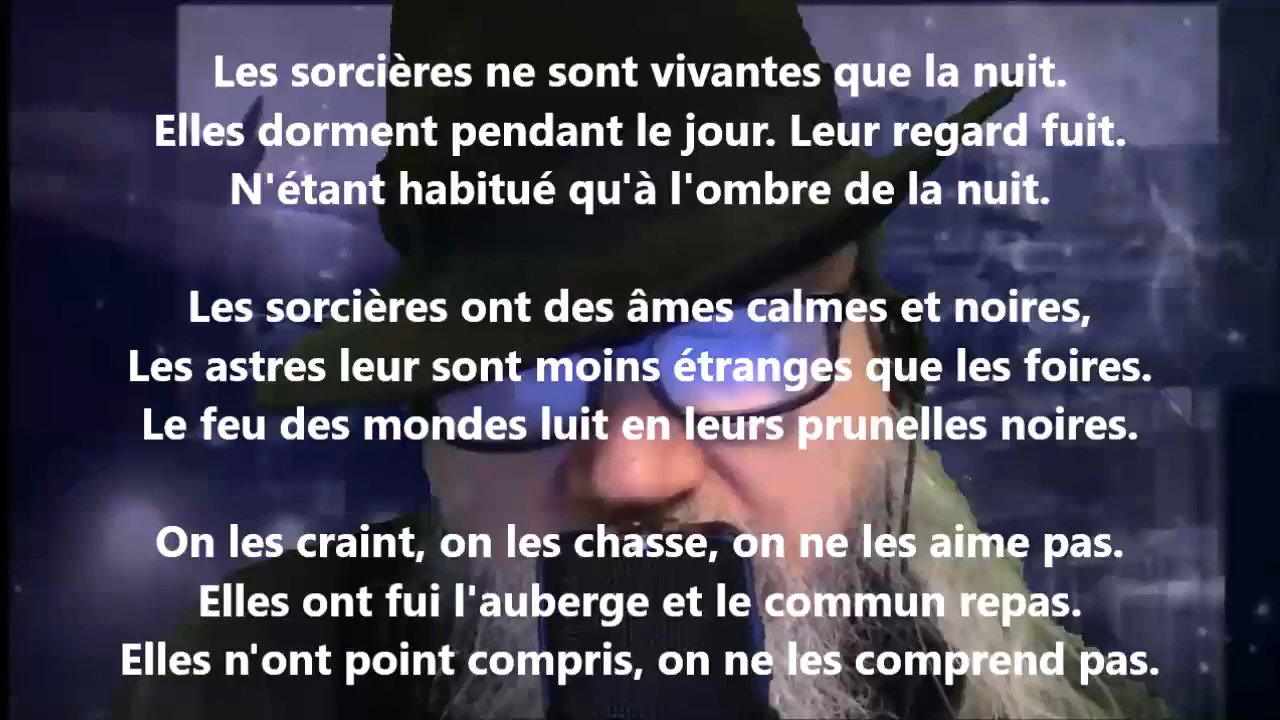 Les sorcières ne sont vivantes que la nuit.
Elles dorment pendant le jour. Leur regard fuit.
N'étant habitué qu'à l'ombre de la nuit.
Les sorcières ont des âmes calmes et noires,
Les astres leur sont moins étranges que les foires.
Le feu des mondes luit en leurs prunelles noires.
On les craint, on les chasse, on ne les aime pas.
Elles ont fui l'auberge et le commun repas.
Elles n'ont point compris, on ne les comprend pas.